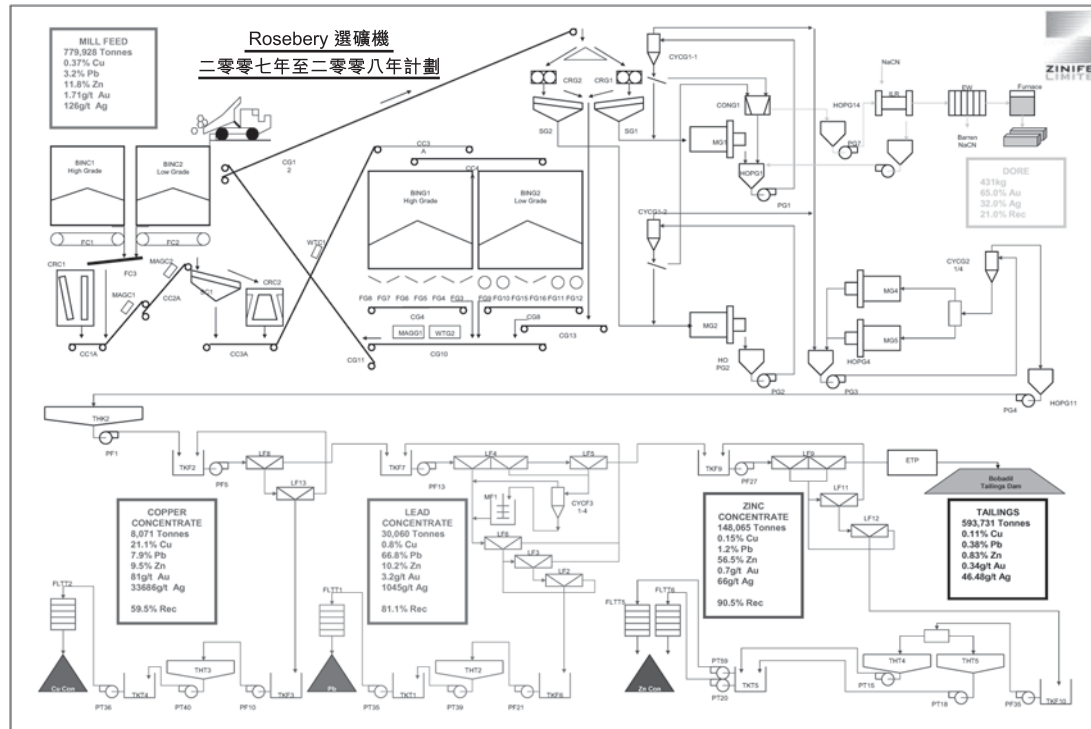 Rosebery 選礦機
二零零七年至二零零八年計劃
ZINIFEX
LIMITED
MILL FEED
779,928 Tonnes
0.37% Cu
3.2% Pb
11.8% Zn
1.71g/t Au
126g/t Ag
BINC1
High Grade
BINC2
Low Grade
FC1
FC2
FC3
CRC1
MAGC1
MAGC2
CC2A
SC1
CRC2
CC1A
CC3A
CG1
2
WTC1
CC3
A
CC4
BING1
High Grade
BING2
Low Grade
FG8
FG7
FG6
FG5
FG4
FG3
FG9
FG10
FG15
FG16
FG11
FG12
CG4
CG8
MAGG1
WTG2
CG13
CG11
CG10
CRG2
CRG1
SG2
SG1
CYCG1-1
CONG1
MG1
HOPG1
PG1
CYCG1-2
MG2
HO
PG2
PG2
HOPG14
PG7
NaCN
ILR
EW
Furnace
Barren
NaCN
DORE
431kg
65.0% Au
32.0% Ag
21.0% Rec
CYCG2
1/4
MG4
MG5
HOPG4
PG3
PG4
HOPG11
THK2
PF1
TKF2
PF5
LF8
LF13
TKF7
PF13
LF4
LF5
MF1
CYCF3
1-4
LF6
LF3
LF2
TKF9
PF27
LF9
LF11
LF12
ETP
Bobadil
Tailings Dam
COPPER
CONCENTRATE
8,071 Tonnes
21.1% Cu
7.9% Pb
9.5% Zn
81g/t Au
33686g/t Ag
59.5% Rec
LEAD
CONCENTRATE
30,060 Tonnes
0.8% Cu
66.8% Pb
10.2% Zn
3.2g/t Au
1045g/t Ag
81.1% Rec
ZINC
CONCENTRATE
148,065 Tonnes
0.15% Cu
1.2% Pb
56.5% Zn
0.7g/t Au
66g/t Ag
90.5% Rec
TAILINGS
593,731 Tonnes
0.11% Cu
0.38% Pb
0.83% Zn
0.34g/t Au
46.48g/t Ag
FLTT2
Cu Con
PT36
TKT4
PT40
THT3
PF10
TKF3
FLTT1
Pb
PT35
TKT1
PT39
THT2
PF21
TKF6
FLTT5
FLTT6
Zn Con
PT59
PT20
TKT5
PT15
THT4
THT5
PT18
PF35
TKF10